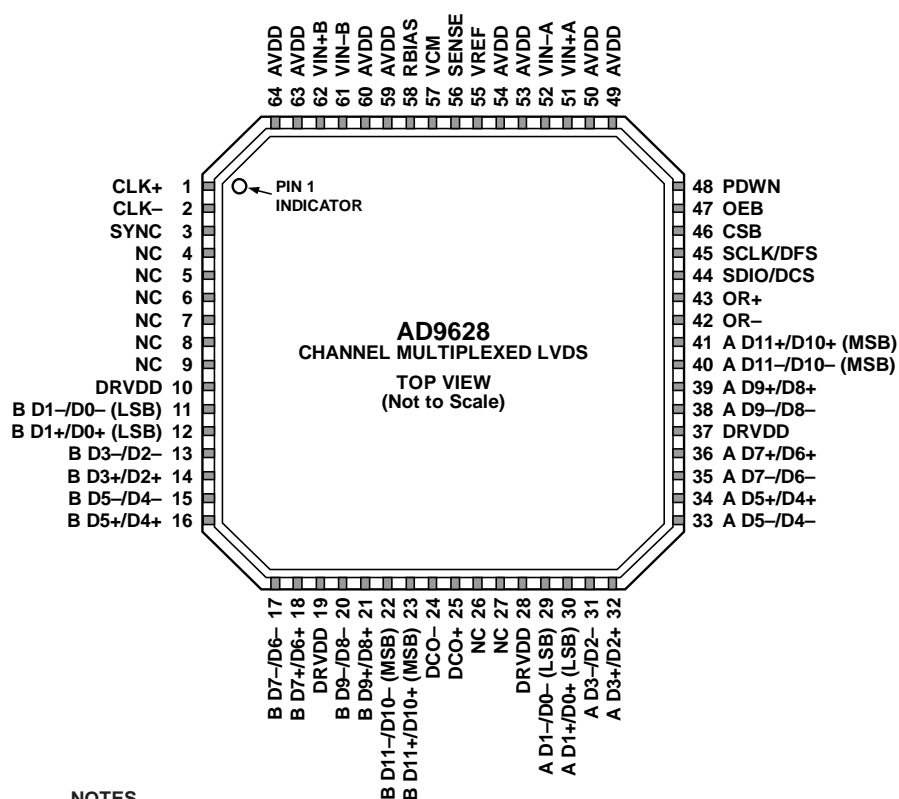 64 AVDD
63 AVDD
62 VIN+B
61 VIN–B
60 AVDD
59 AVDD
58 RBIAS
57 VCM
56 SENSE
55 VREF
54 AVDD
53 AVDD
52 VIN–A
51 VIN+A
50 AVDD
49 AVDD
CLK+ 1
CLK– 2
SYNC 3
NC 4
NC 5
NC 6
NC 7
NC 8
NC 9
DRVDD 10
B D1–/D0– (LSB) 11
B D1+/D0+ (LSB) 12
B D3–/D2– 13
B D3+/D2+ 14
B D5–/D4– 15
B D5+/D4+ 16
PIN 1
INDICATOR
AD9628
CHANNEL MULTIPLEXED LVDS
TOP VIEW
(Not to Scale)
48 PDWN
47 OEB
46 CSB
45 SCLK/DFS
44 SDIO/DCS
43 OR+
42 OR–
41 A D11+/D10+ (MSB)
40 A D11–/D10– (MSB)
39 A D9+/D8+
38 A D9–/D8–
37 DRVDD
36 A D7+/D6+
35 A D7–/D6–
34 A D5+/D4+
33 A D5–/D4–
B D7–/D6– 17
B D7+/D6+ 18
DRVDD 19
B D9–/D8– 20
B D9+/D8+ 21
B D11–/D10– (MSB) 22
B D11+/D10+ (MSB) 23
DCO– 24
DCO+ 25
NC 26
NC 27
DRVDD 28
A D1–/D0– (LSB) 29
A D1+/D0+ (LSB) 30
A D3–/D2– 31
A D3+/D2+ 32
NOTES